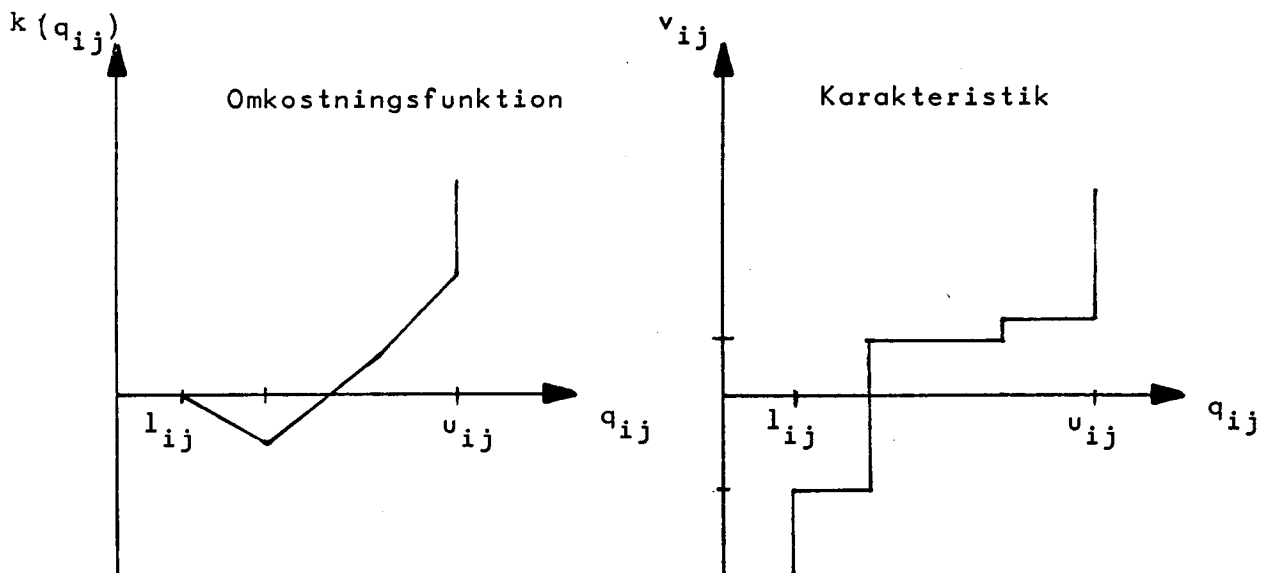 k(q_ij)
Omkostningsfunktion
l_ij
u_ij
q_ij
v_ij
Karakteristik
l_ij
u_ij
q_ij